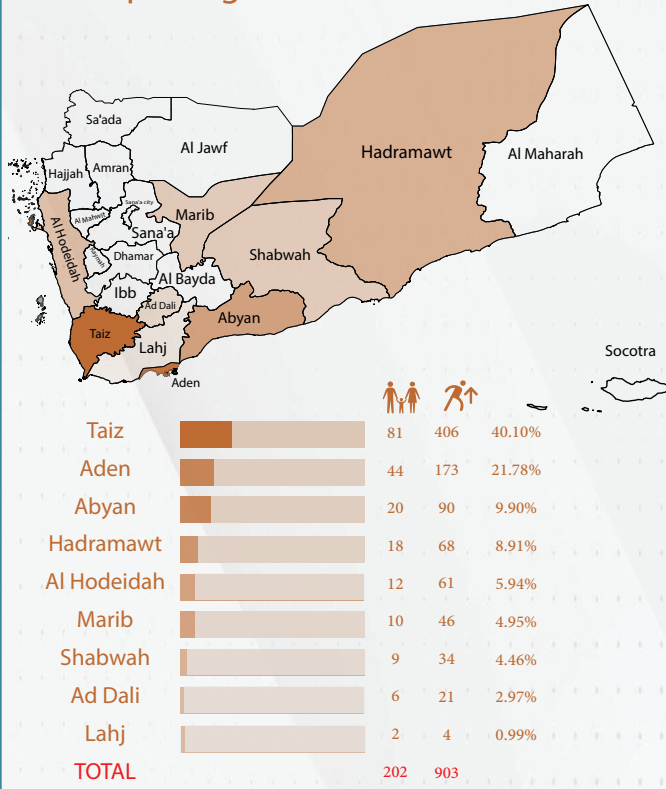 Sa'ada
Al Jawf
Hadramawt
Al Maharah
Hajjah
Amran
Sana'a city
Marib
Al Mahwit
Sana'a
Al Hodeidah
Dhamar
Shabwah
Al Bayda
Ibb
Ad Dali
Abyan
Taiz
Lahj
Aden
Socotra
Taiz 81 406 40.10%
Aden 44 173 21.78%
Abyan 20 90 9.90%
Hadramawt 18 68 8.91%
Al Hodeidah 12 61 5.94%
Marib 10 46 4.95%
Shabwah 9 34 4.46%
Ad Dali 6 21 2.97%
Lahj 2 4 0.99%
TOTAL 202 903